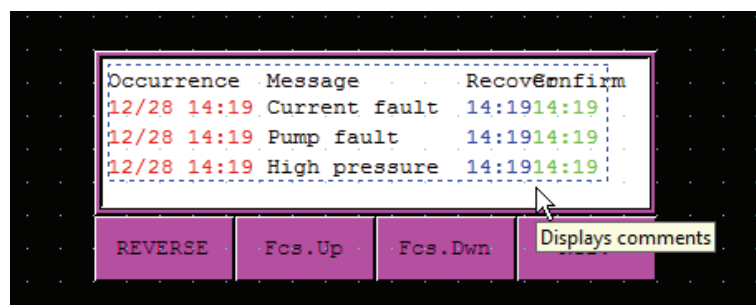 Occurrence Message Recover Confirm
12/28 14:19 Current fault 14:19 14:19
12/28 14:19 Pump fault 14:19 14:19
12/28 14:19 High pressure 14:19 14:19
REVERSE Fcs.Up Fcs.Dwn
Displays comments